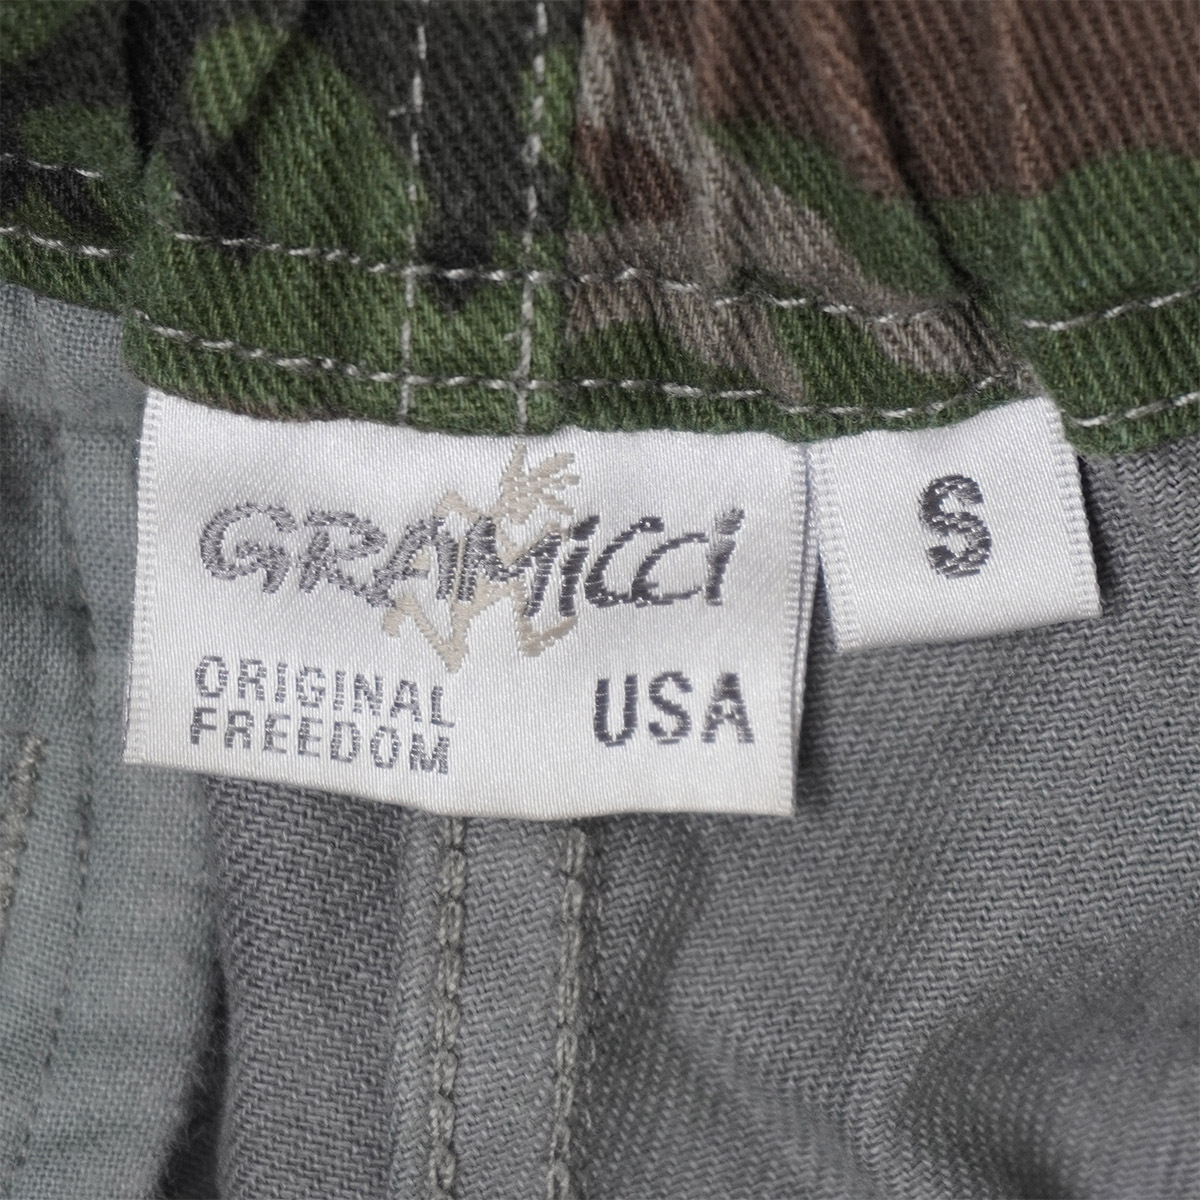 GRAMiCCi
ORIGINAL
FREEDOM
USA
S